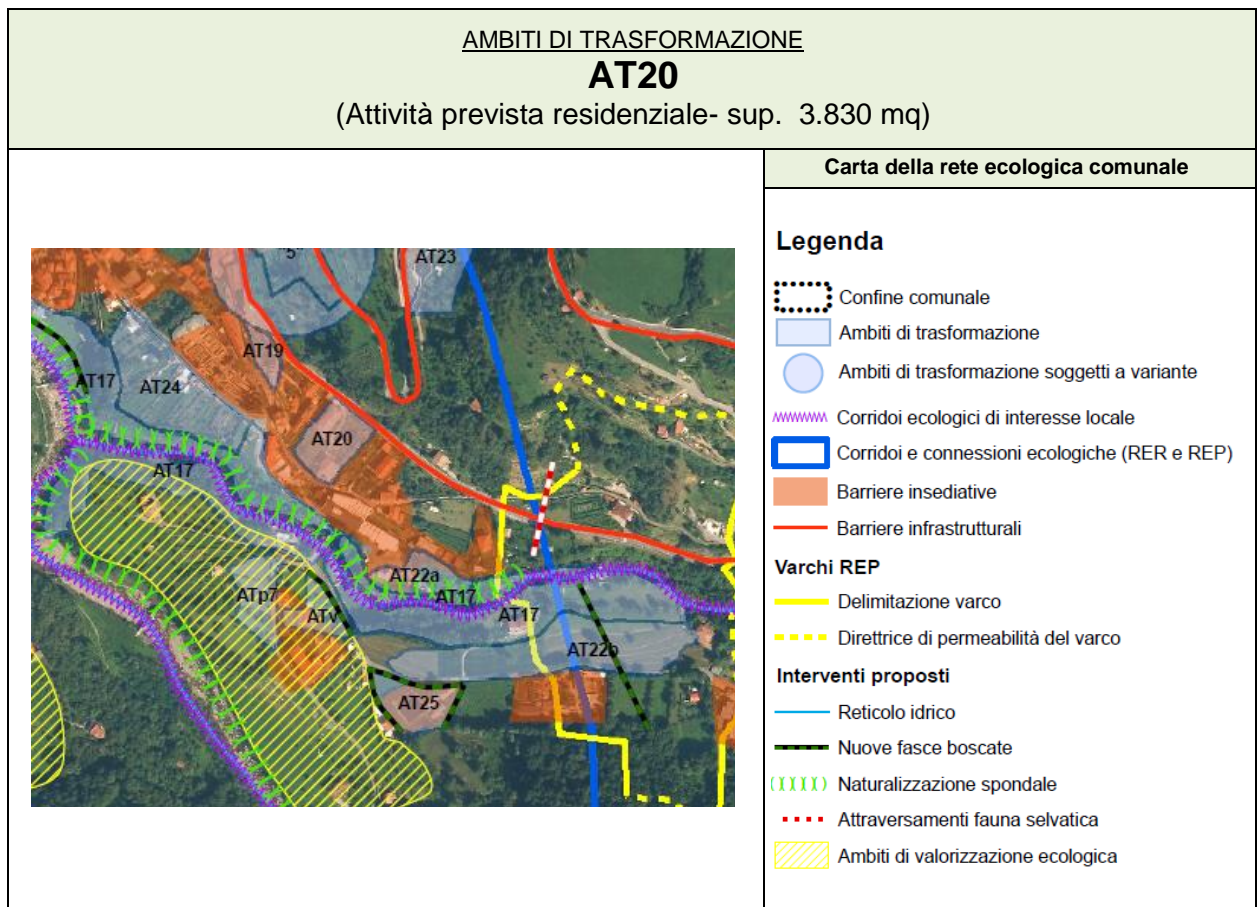 AMBITI DI TRASFORMAZIONE
AT20
(Attività prevista residenziale- sup. 3.830 mq)
Carta della rete ecologica comunale
Legenda
Confine comunale
Ambiti di trasformazione
Ambiti di trasformazione soggetti a variante
Corridoi ecologici di interesse locale
Corridoi e connessioni ecologiche (RER e REP)
Barriere insediative
Barriere infrastrutturali
Varchi REP
Delimitazione varco
Direttrice di permeabilità del varco
Interventi proposti
Reticolo idrico
Nuove fasce boscate
Naturalizzazione spondale
Attraversamenti fauna selvatica
Ambiti di valorizzazione ecologica
5
AT23
AT19
AT17
AT24
AT20
AT17
AT22a
AT17
ATp7
ATv
AT17
AT22b
AT25